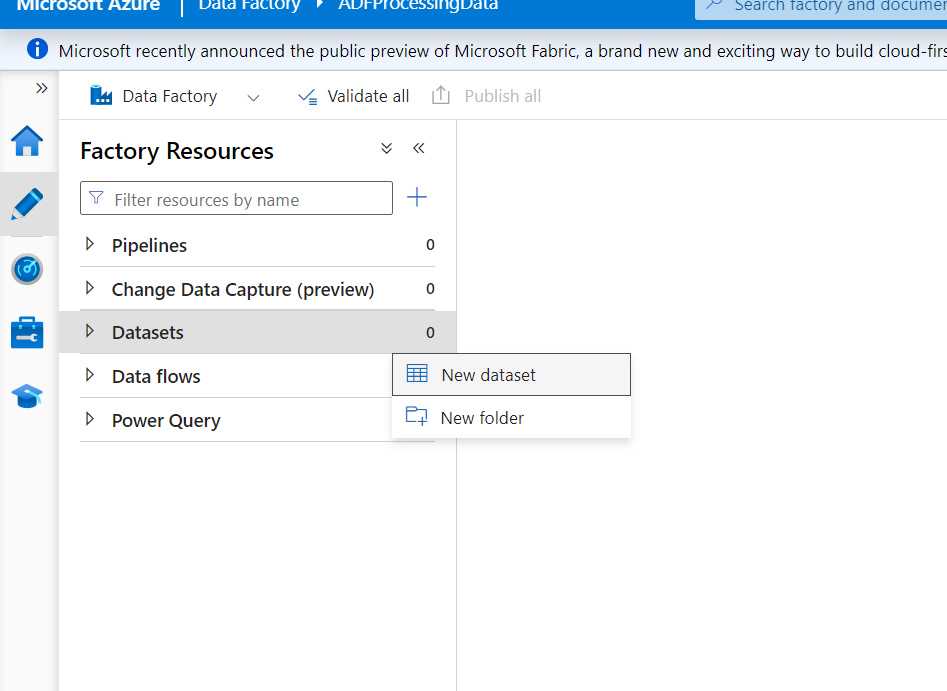 Microsoft Azure | Data Factory ADFProcessingData Search factory and documen
Microsoft recently announced the public preview of Microsoft Fabric, a brand new and exciting way to build cloud-firs
Data Factory Validate all Publish all
Factory Resources
Filter resources by name
Pipelines 0
Change Data Capture (preview) 0
Datasets 0
New dataset
Data flows
New folder
Power Query